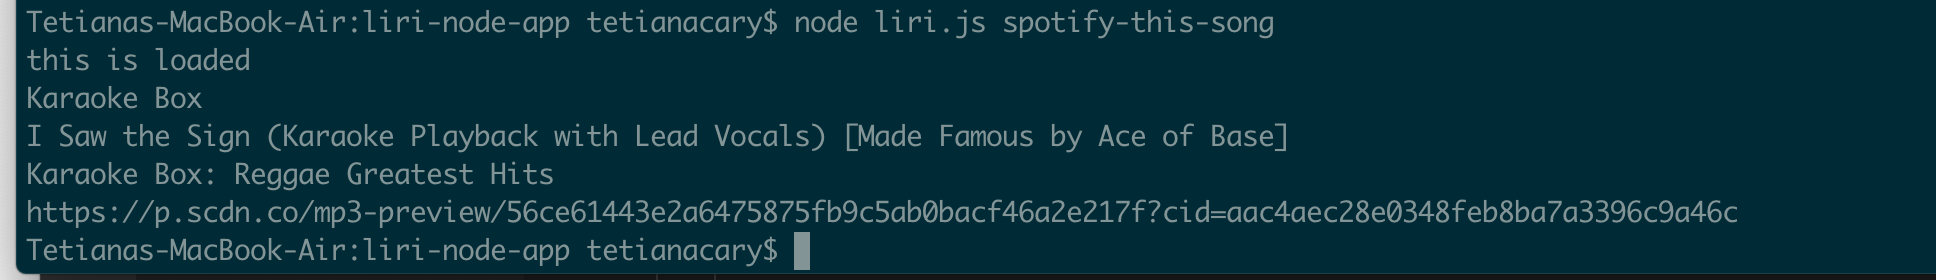 Tetianas-MacBook-Air:liri-node-app tetianacary$ node liri.js spotify-this-song
this is loaded
Karaoke Box
I Saw the Sign (Karaoke Playback with Lead Vocals) [Made Famous by Ace of Base]
Karaoke Box: Reggae Greatest Hits
https://p.scdn.co/mp3-preview/56ce61443e2a6475875fb9c5ab0bacf46a2e217f?cid=aac4aec28e0348feb8ba7a3396c9a46c
Tetianas-MacBook-Air:liri-node-app tetianacary$